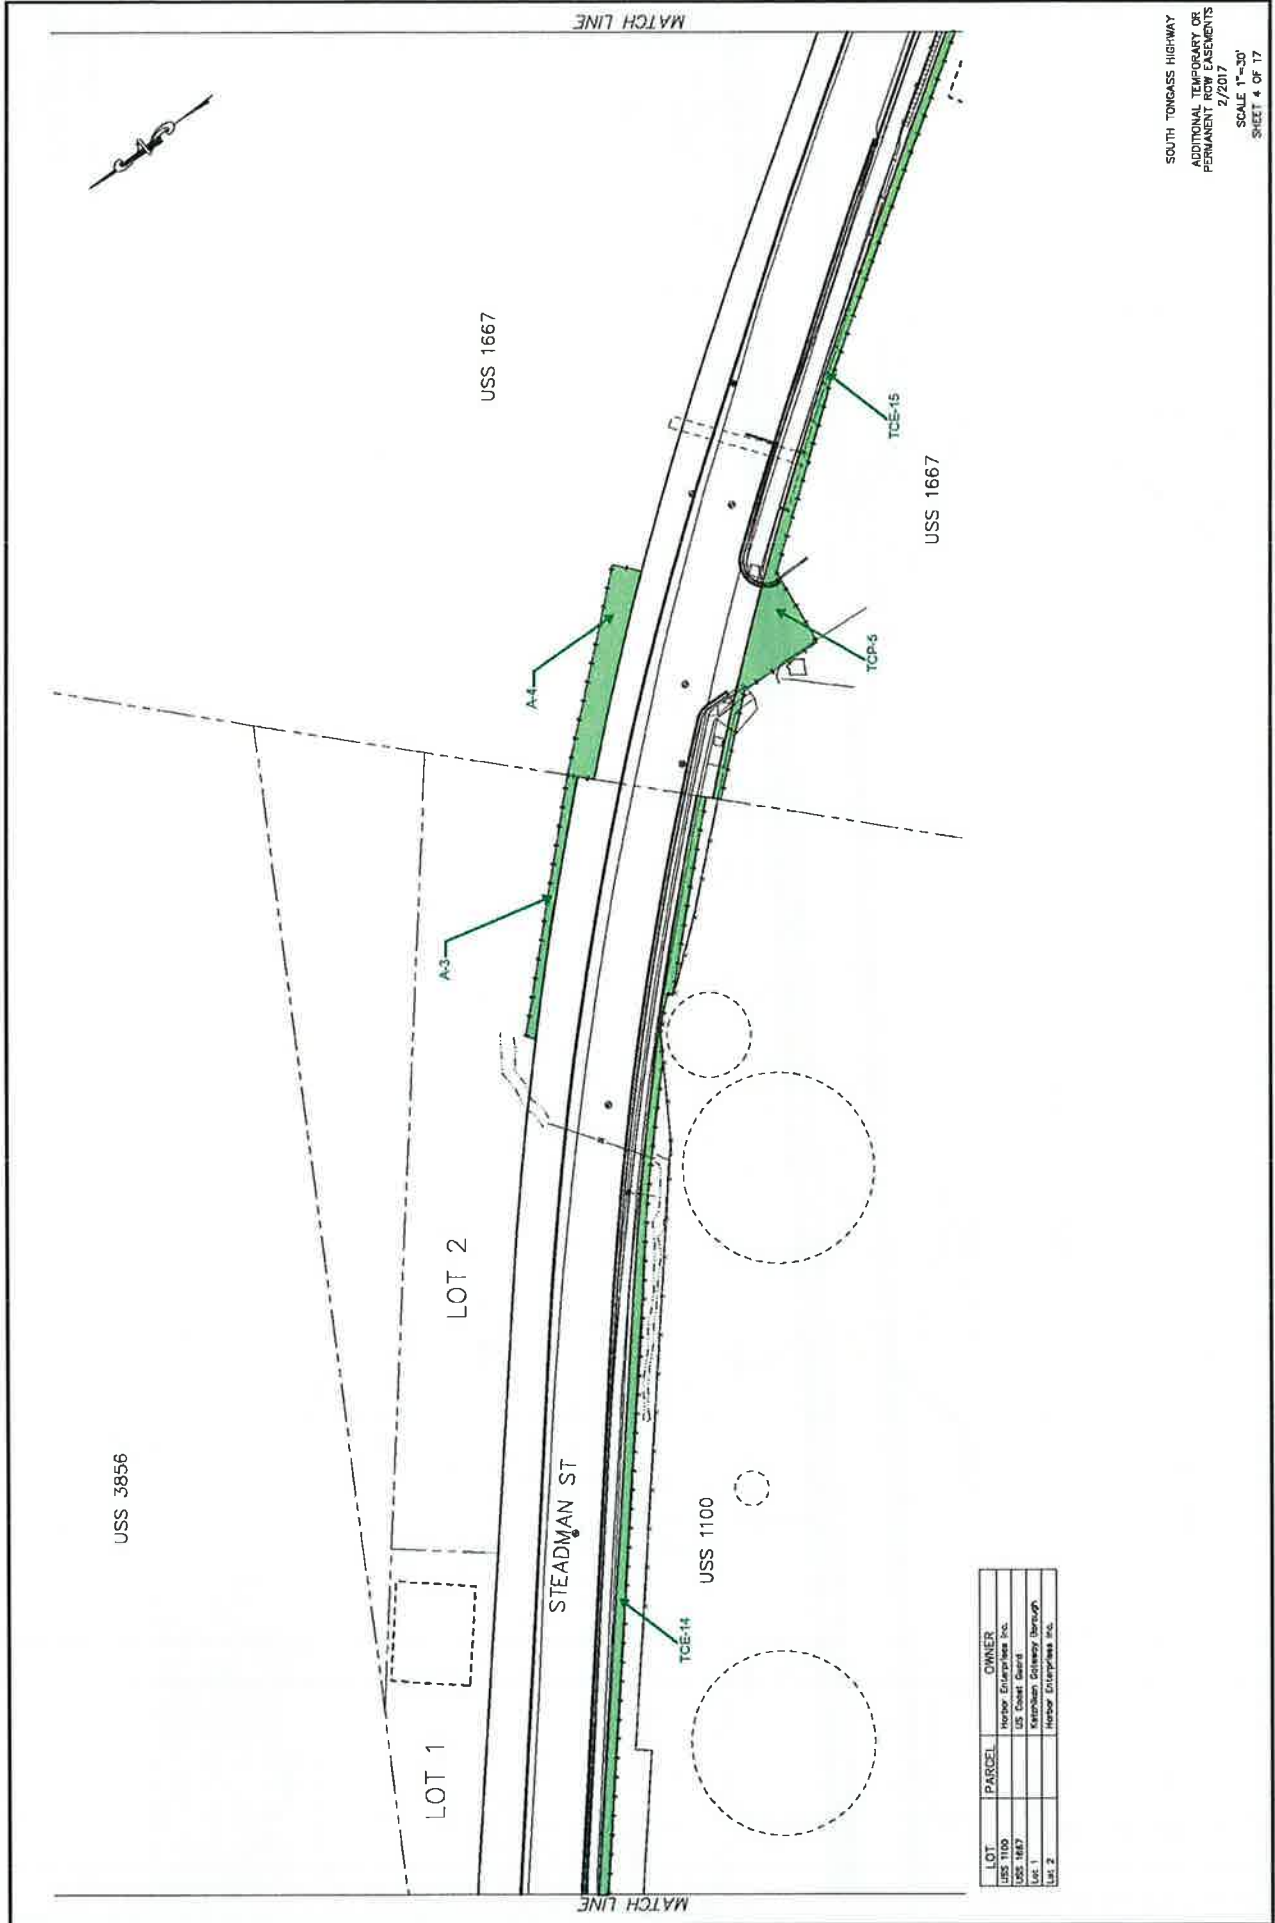 MATCH LINE
SOUTH TONGASS HIGHWAY
ADDITIONAL TEMPORARY OR
PERMANENT ROW EASEMENTS
2/2017
SCALE 1"=30'
SHEET 4 OF 17
USS 1667
TCE-15
USS 1667
A-4
TCP-5
A-3
LOT 2
USS 3856
STEADMAN ST
USS 1100
TCE-14
LOT 1
LOT PARCEL OWNER
USS 1100 Harbor Enterprises Inc.
USS 1667 US Coast Guard
Lot 1 Ketchikan Gateway Borough
Lot 2 Harbor Enterprises Inc.
MATCH LINE